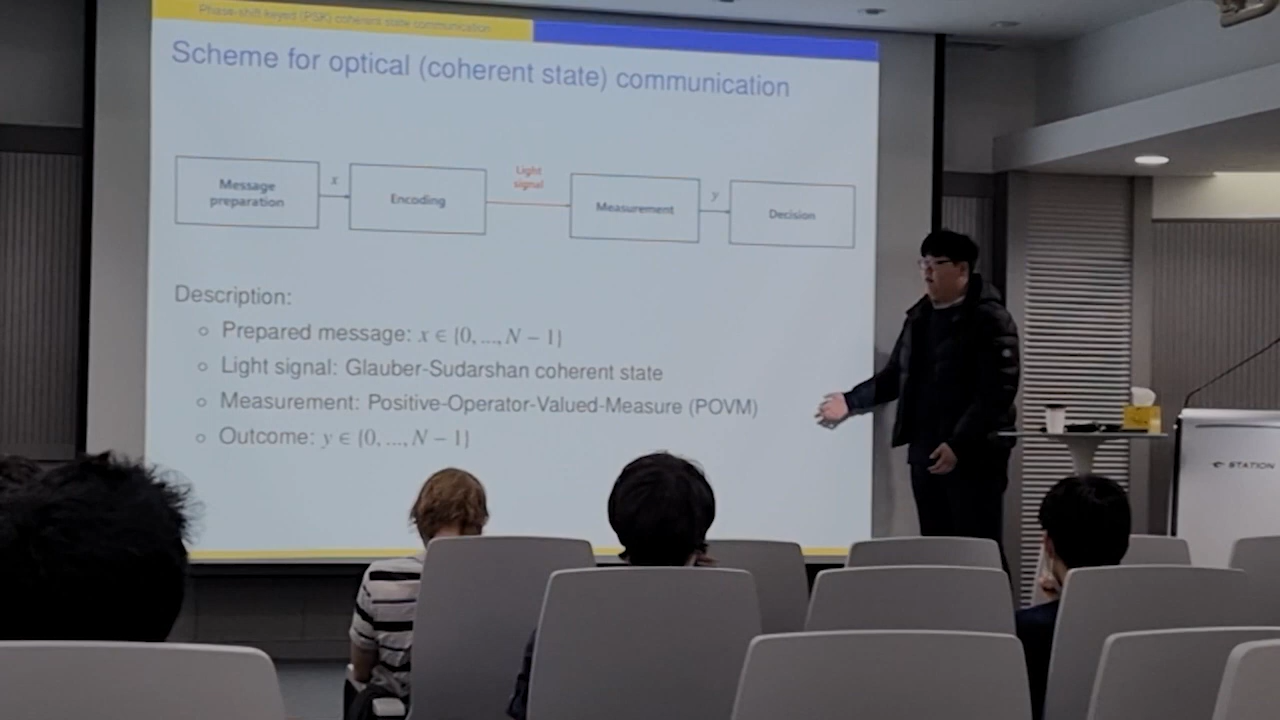 Phase-shift keyed (PSK) coherent state communication
Scheme for optical (coherent state) communication
Message
preparation
x
Encoding
Light
signal
Measurement
y
Decision
Description:
Prepared message: x ∈ {0, ..., N − 1}
Light signal: Glauber-Sudarshan coherent state
Measurement: Positive-Operator-Valued-Measure (POVM)
Outcome: y ∈ {0, ..., N − 1}
STATION